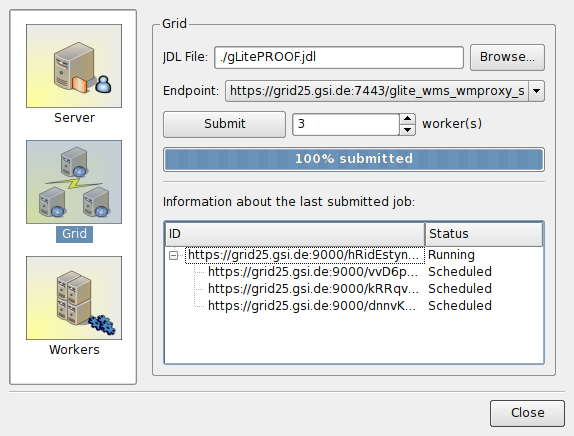 Server
Grid
Workers
Grid
JDL File: ./gLitePROOF.jdl Browse...
Endpoint: https://grid25.gsi.de:7443/glite_wms_wmproxy_s
Submit 3 worker(s)
100% submitted
Information about the last submitted job:
ID Status
https://grid25.gsi.de:9000/hRidEstyn... Running
https://grid25.gsi.de:9000/vvD6p... Scheduled
https://grid25.gsi.de:9000/kRRqv... Scheduled
https://grid25.gsi.de:9000/dnnvK... Scheduled
Close